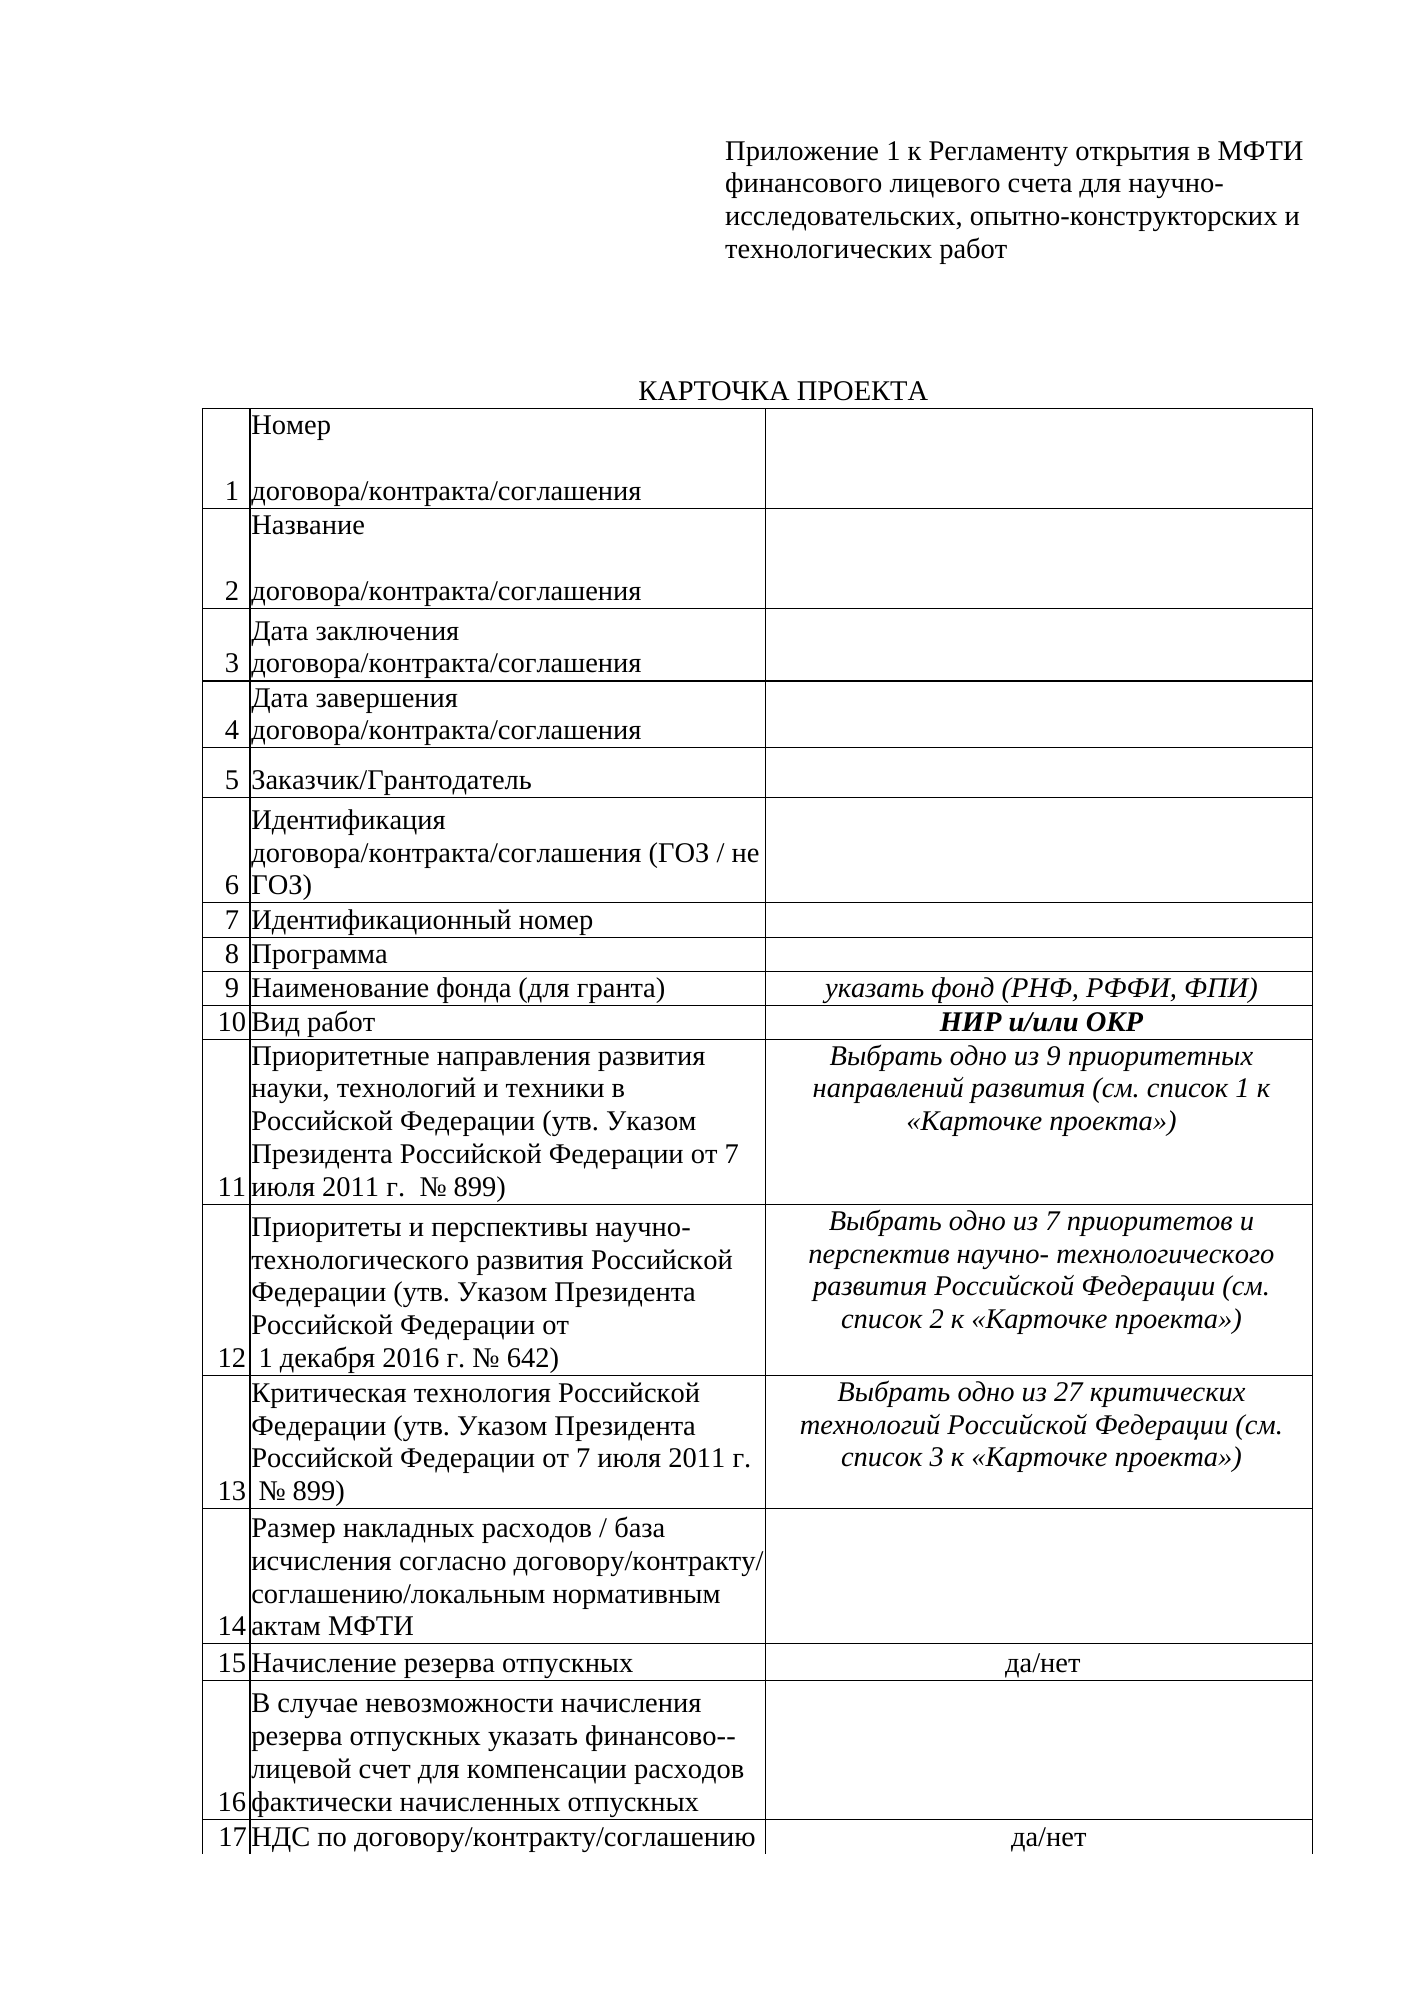 Приложение 1 к Регламенту открытия в МФТИ
финансового лицевого счета для научно-
исследовательских, опытно-конструкторских и
технологических работ
КАРТОЧКА ПРОЕКТА
Номер
1 договора/контракта/соглашения
Название
2 договора/контракта/соглашения
Дата заключения
3 договора/контракта/соглашения
Дата завершения
4 договора/контракта/соглашения
5 Заказчик/Грантодатель
Идентификация
договора/контракта/соглашения (ГОЗ / не
6 ГОЗ)
7 Идентификационный номер
8 Программа
9 Наименование фонда (для гранта) указать фонд (РНФ, РФФИ, ФПИ)
10 Вид работ НИР и/или ОКР
Приоритетные направления развития
науки, технологий и техники в
Российской Федерации (утв. Указом
Президента Российской Федерации от 7
11 июля 2011 г.  № 899)
Выбрать одно из 9 приоритетных
направлений развития (см. список 1 к
«Карточке проекта»)
Приоритеты и перспективы научно-
технологического развития Российской
Федерации (утв. Указом Президента
Российской Федерации от
12 1 декабря 2016 г. № 642)
Выбрать одно из 7 приоритетов и
перспектив научно- технологического
развития Российской Федерации (см.
список 2 к «Карточке проекта»)
Критическая технология Российской
Федерации (утв. Указом Президента
Российской Федерации от 7 июля 2011 г.
13 № 899)
Выбрать одно из 27 критических
технологий Российской Федерации (см.
список 3 к «Карточке проекта»)
Размер накладных расходов / база
исчисления согласно договору/контракту/
соглашению/локальным нормативным
14 актам МФТИ
15 Начисление резерва отпускных да/нет
В случае невозможности начисления
резерва отпускных указать финансово--
лицевой счет для компенсации расходов
16 фактически начисленных отпускных
17 НДС по договору/контракту/соглашению да/нет